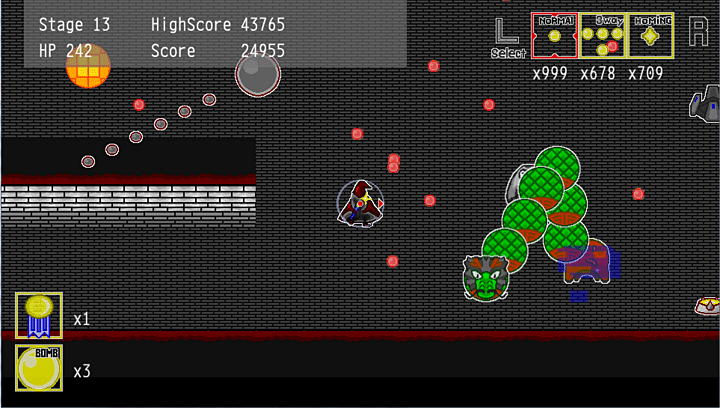 Stage 13 HighScore 43765
HP 242 Score 24955
L Select NORMAL 3way HOMING R
x999 x678 x709
x1
BOMB x3